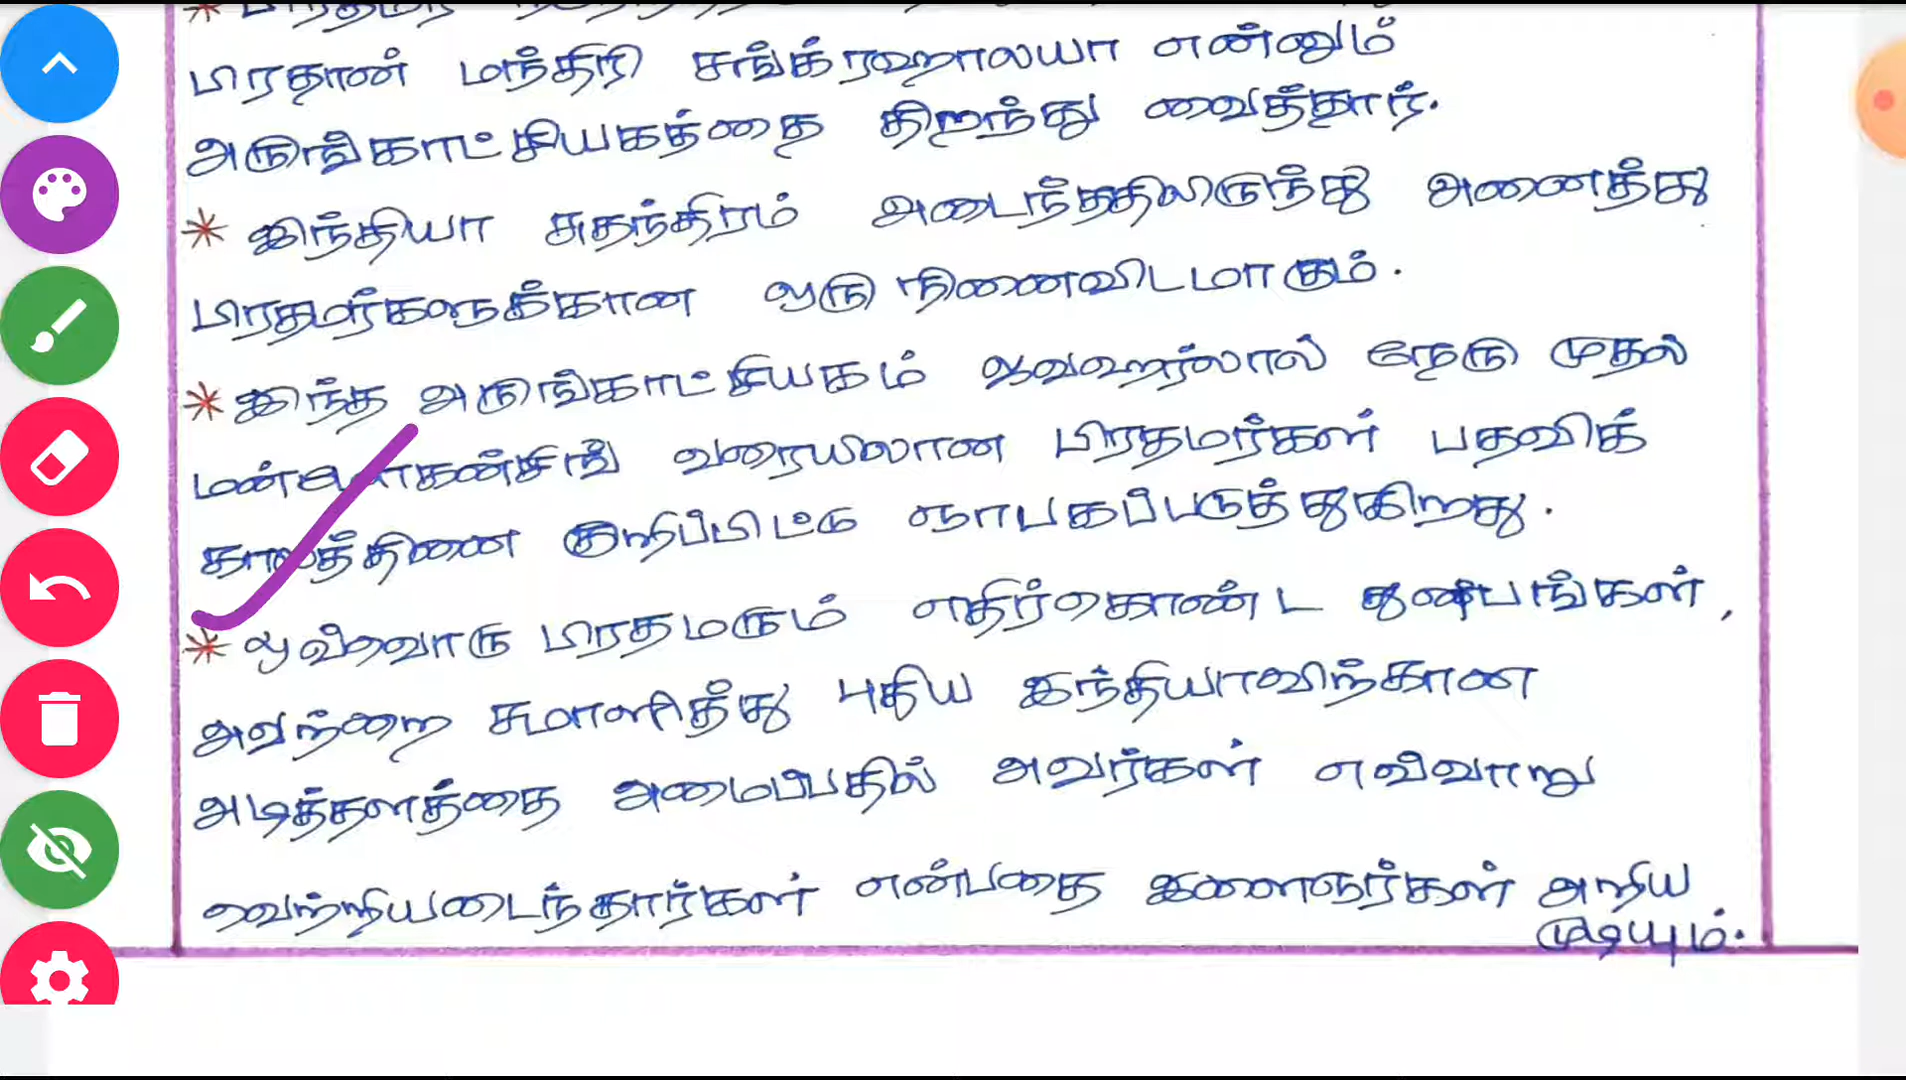 பிரதான் மந்திரி சங்க்ரஹாலயா என்னும்
அருங்காட்சியகத்தை திறந்து வைத்தார்.
* இந்தியா சுதந்திரம் அடைந்ததிலிருந்து அனைத்து
பிரதமர்களுக்கான ஒரு நினைவிடமாகும்.
* இந்த அருங்காட்சியகம் ஜவஹர்லால் நேரு முதல்
மன்மோகன்சிங் வரையிலான பிரதமர்கள் பதவிக்
காலத்தினை குறிப்பிட்டு ஞாபகப்படுத்துகிறது.
* ஒவ்வொரு பிரதமரும் எதிர்கொண்ட துன்பங்கள்,
அவற்றை சமாளித்து புதிய இந்தியாவிற்கான
அடித்தளத்தை அமைப்பதில் அவர்கள் எவ்வாறு
வெற்றியடைந்தார்கள் என்பதை இளைஞர்கள் அறிய
முடியும்.